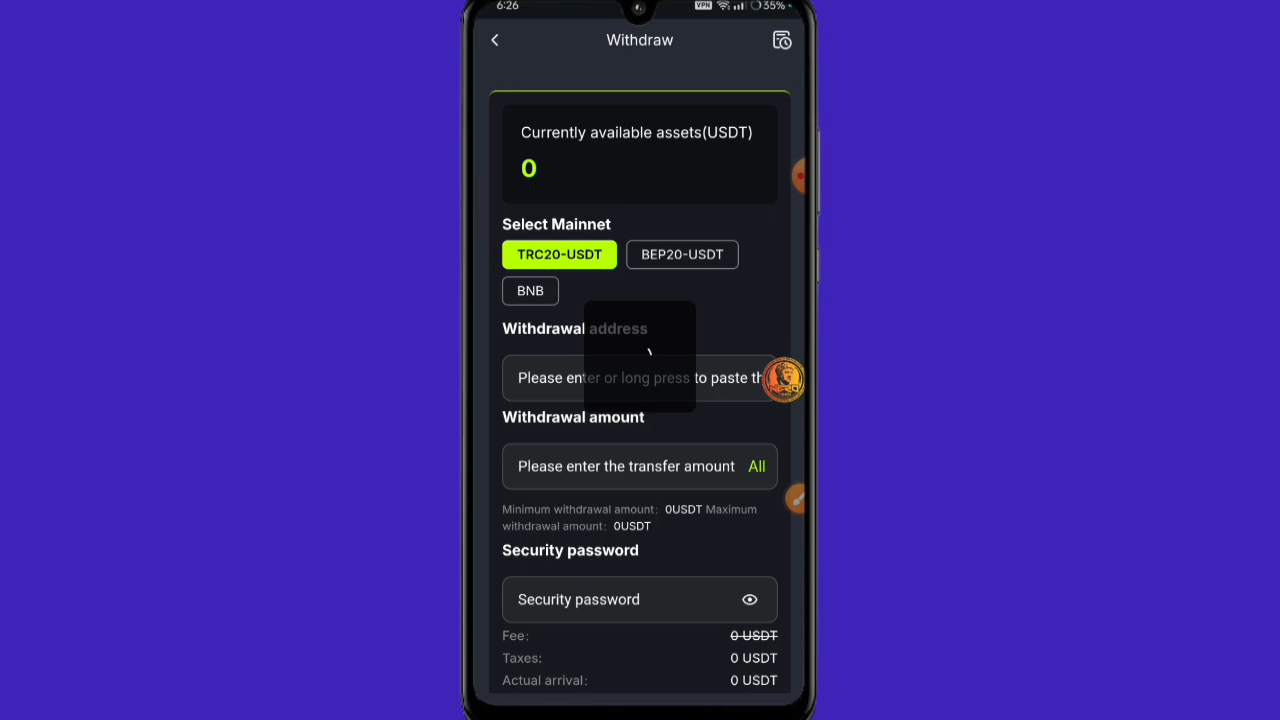 6:26 VPN 35%
Withdraw
Currently available assets(USDT)
0
Select Mainnet
TRC20-USDT BEP20-USDT
BNB
Withdrawal address
Please enter or long press to paste th
Withdrawal amount
Please enter the transfer amount All
Minimum withdrawal amount: 0USDT Maximum
withdrawal amount: 0USDT
Security password
Security password
Fee: 0 USDT
Taxes: 0 USDT
Actual arrival: 0 USDT